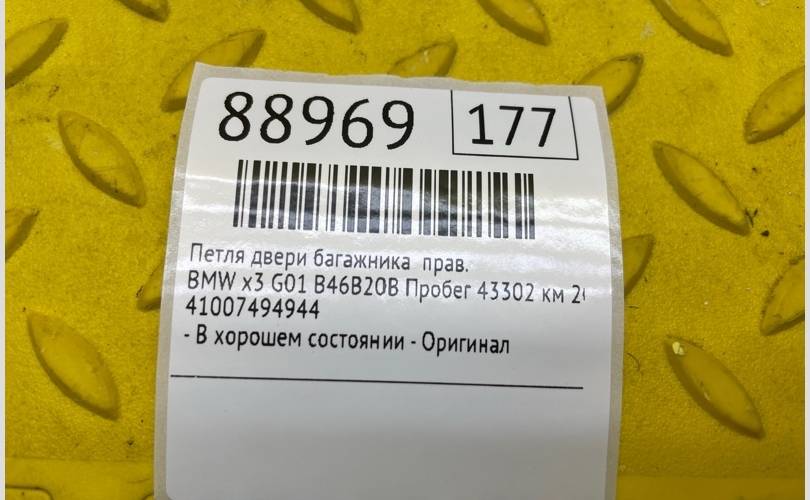 88969 177
Петля двери багажника прав.
BMW x3 G01 B46B20B Пробег 43302 км
41007494944
- В хорошем состоянии - Оригинал